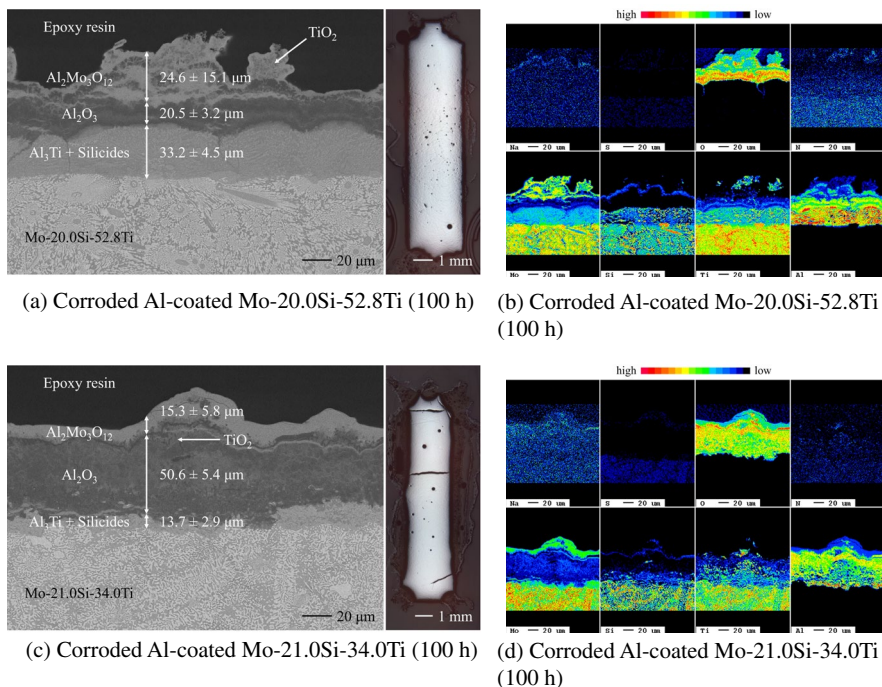 Epoxy resin
TiO2
Al2Mo3O12
24.6 ± 15.1 μm
Al2O3
20.5 ± 3.2 μm
Al3Ti + Silicides
33.2 ± 4.5 μm
Mo-20.0Si-52.8Ti
20 μm
1 mm
(a) Corroded Al-coated Mo-20.0Si-52.8Ti (100 h)
high low
Na 20 um S 20 um O 20 um N 20 um
Mo 20 um Si 20 um Ti 20 um Al 20 um
(b) Corroded Al-coated Mo-20.0Si-52.8Ti
(100 h)
Epoxy resin
15.3 ± 5.8 μm
Al2Mo3O12
TiO2
Al2O3
50.6 ± 5.4 μm
Al3Ti + Silicides
13.7 ± 2.9 μm
Mo-21.0Si-34.0Ti
20 μm
1 mm
(c) Corroded Al-coated Mo-21.0Si-34.0Ti (100 h)
high low
Na 20 um S 20 um O 20 um N 20 um
Mo 20 um Si 20 um Ti 20 um Al 20 um
(d) Corroded Al-coated Mo-21.0Si-34.0Ti
(100 h)